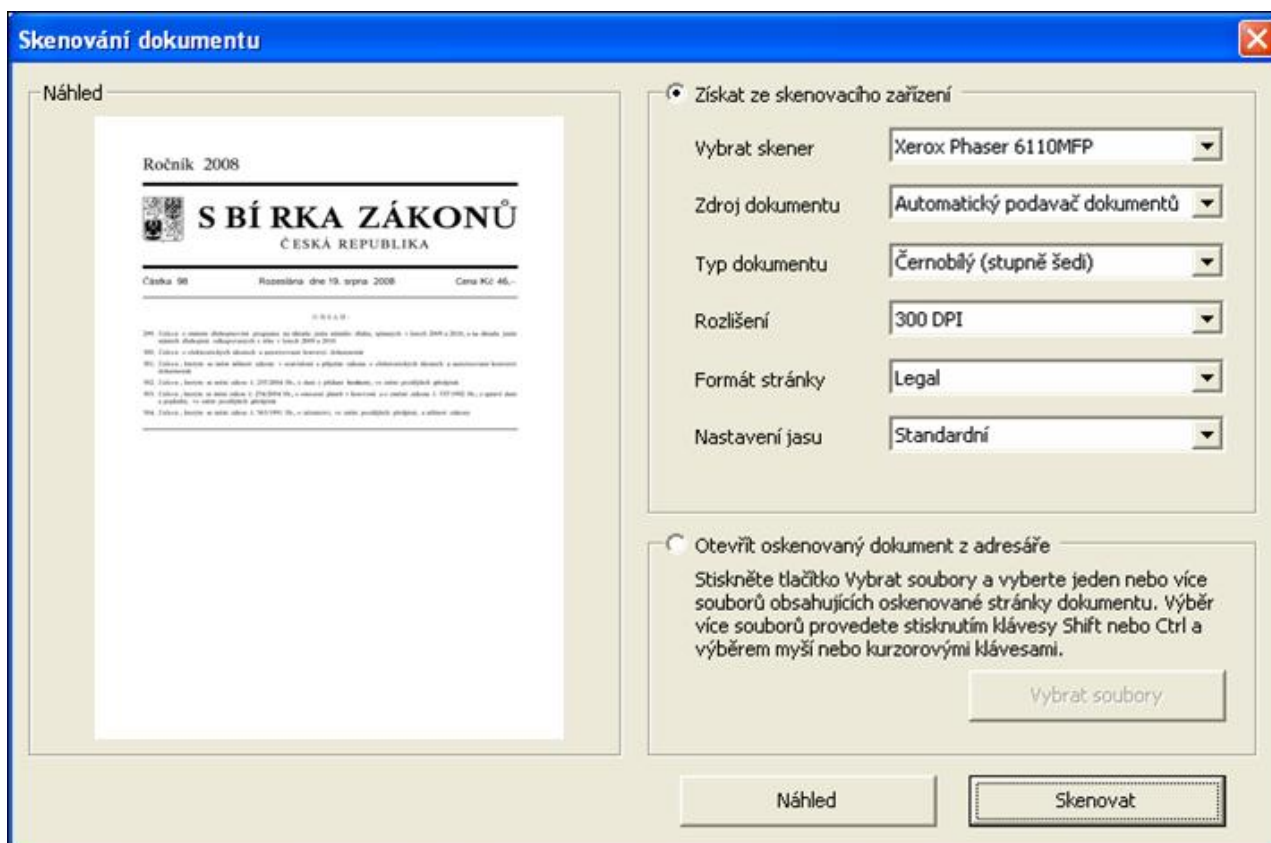 Skenování dokumentu
Náhled
Ročník 2008
SBÍRKA ZÁKONŮ
ČESKÁ REPUBLIKA
Částka 98 Rozeslána dne 19. srpna 2008 Cena Kč 46,–
OBSAH:
Získat ze skenovacího zařízení
Vybrat skener Xerox Phaser 6110MFP
Zdroj dokumentu Automatický podavač dokumentů
Typ dokumentu Černobílý (stupně šedi)
Rozlišení 300 DPI
Formát stránky Legal
Nastavení jasu Standardní
Otevřít oskenovaný dokument z adresáře
Stiskněte tlačítko Vybrat soubory a vyberte jeden nebo více
souborů obsahujících oskenované stránky dokumentu. Výběr
více souborů provedete stisknutím klávesy Shift nebo Ctrl a
výběrem myší nebo kurzorovými klávesami.
Vybrat soubory
Náhled Skenovat